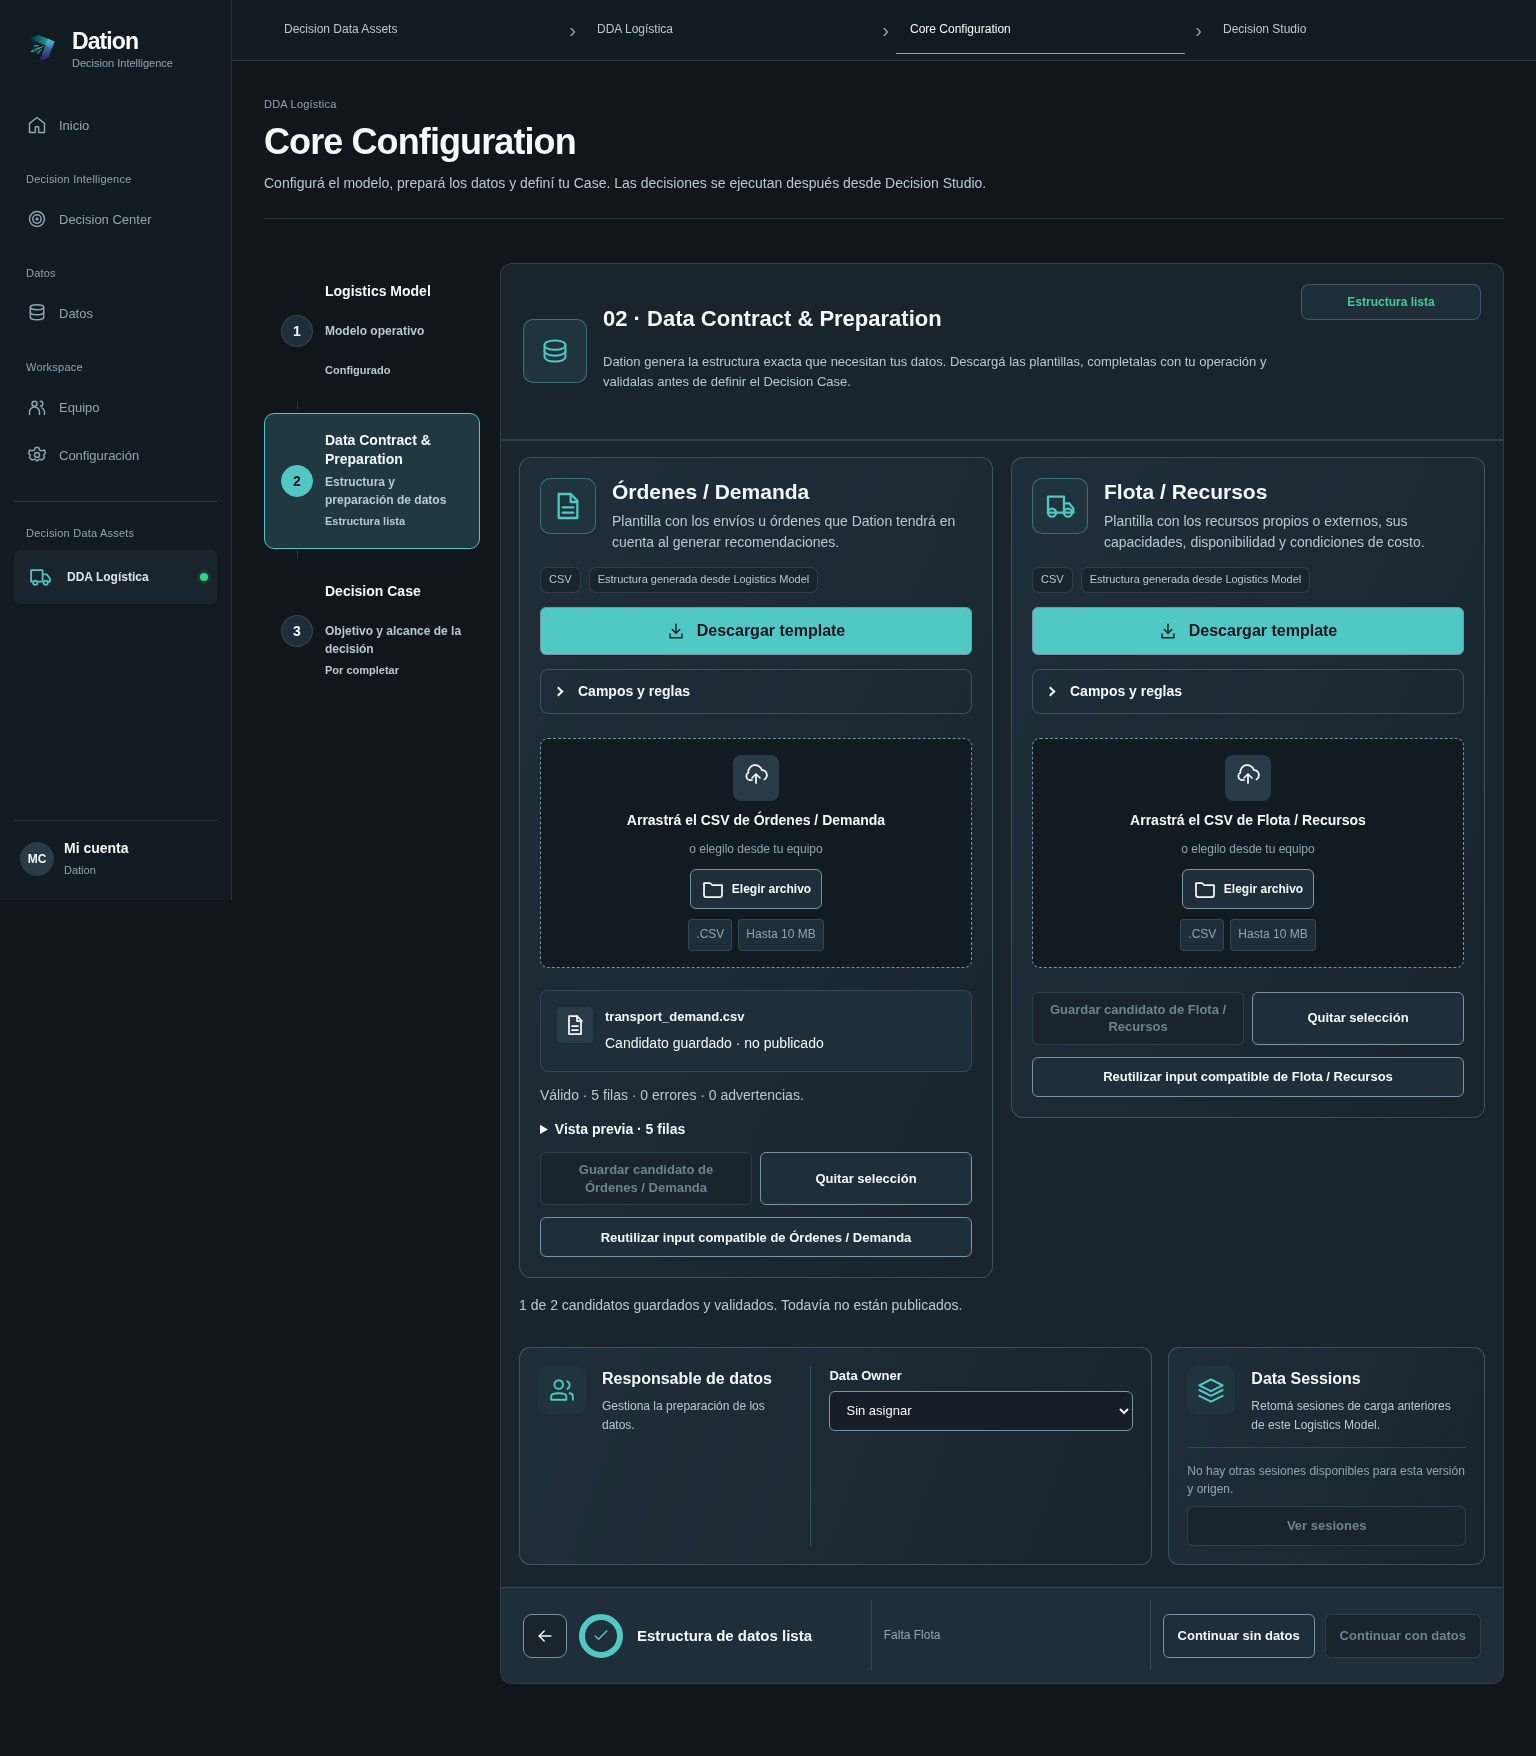 Dation
Decision Intelligence
Inicio
Decision Intelligence
Decision Center
Datos
Datos
Workspace
Equipo
Configuración
Decision Data Assets
DDA Logística
MC
Mi cuenta
Dation
Decision Data Assets
DDA Logística
Core Configuration
Decision Studio
DDA Logística
Core Configuration
Configurá el modelo, prepará los datos y definí tu Case. Las decisiones se ejecutan después desde Decision Studio.
Logistics Model
1
Modelo operativo
Configurado
Data Contract &
Preparation
2
Estructura y
preparación de datos
Estructura lista
Decision Case
3
Objetivo y alcance de la
decisión
Por completar
02 · Data Contract & Preparation
Estructura lista
Dation genera la estructura exacta que necesitan tus datos. Descargá las plantillas, completalas con tu operación y
validalas antes de definir el Decision Case.
Órdenes / Demanda
Plantilla con los envíos u órdenes que Dation tendrá en
cuenta al generar recomendaciones.
CSV
Estructura generada desde Logistics Model
Descargar template
Campos y reglas
Arrastrá el CSV de Órdenes / Demanda
o elegilo desde tu equipo
Elegir archivo
.CSV
Hasta 10 MB
transport_demand.csv
Candidato guardado · no publicado
Válido · 5 filas · 0 errores · 0 advertencias.
Vista previa · 5 filas
Guardar candidato de
Órdenes / Demanda
Quitar selección
Reutilizar input compatible de Órdenes / Demanda
Flota / Recursos
Plantilla con los recursos propios o externos, sus
capacidades, disponibilidad y condiciones de costo.
CSV
Estructura generada desde Logistics Model
Descargar template
Campos y reglas
Arrastrá el CSV de Flota / Recursos
o elegilo desde tu equipo
Elegir archivo
.CSV
Hasta 10 MB
Guardar candidato de Flota /
Recursos
Quitar selección
Reutilizar input compatible de Flota / Recursos
1 de 2 candidatos guardados y validados. Todavía no están publicados.
Responsable de datos
Gestiona la preparación de los
datos.
Data Owner
Sin asignar
Data Sessions
Retomá sesiones de carga anteriores
de este Logistics Model.
No hay otras sesiones disponibles para esta versión
y origen.
Ver sesiones
Estructura de datos lista
Falta Flota
Continuar sin datos
Continuar con datos